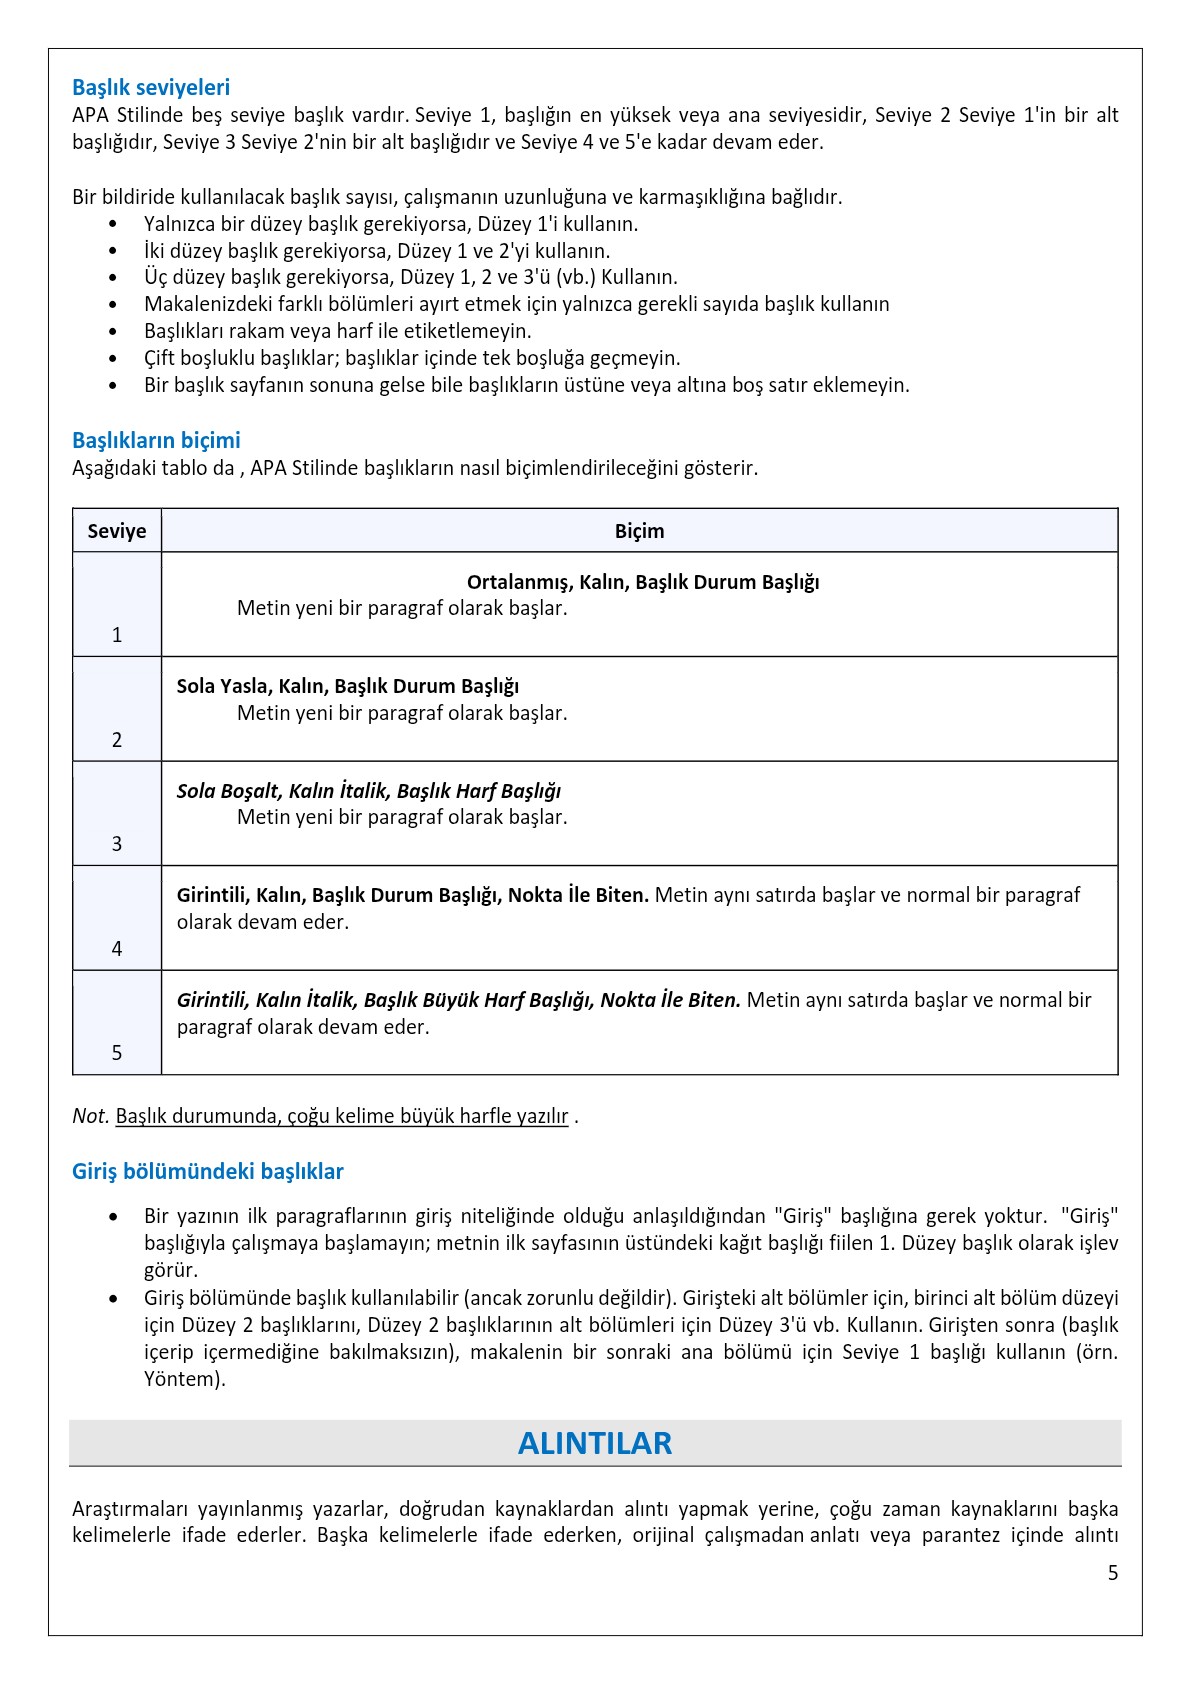 Başlık seviyeleri
APA Stilinde beş seviye başlık vardır. Seviye 1, başlığın en yüksek veya ana seviyesidir, Seviye 2 Seviye 1'in bir alt
başlığıdır, Seviye 3 Seviye 2'nin bir alt başlığıdır ve Seviye 4 ve 5'e kadar devam eder.
Bir bildiride kullanılacak başlık sayısı, çalışmanın uzunluğuna ve karmaşıklığına bağlıdır.
• Yalnızca bir düzey başlık gerekiyorsa, Düzey 1'i kullanın.
• İki düzey başlık gerekiyorsa, Düzey 1 ve 2'yi kullanın.
• Üç düzey başlık gerekiyorsa, Düzey 1, 2 ve 3'ü (vb.) Kullanın.
• Makalenizdeki farklı bölümleri ayırt etmek için yalnızca gerekli sayıda başlık kullanın
• Başlıkları rakam veya harf ile etiketlemeyin.
• Çift boşluklu başlıklar; başlıklar içinde tek boşluğa geçmeyin.
• Bir başlık sayfanın sonuna gelse bile başlıkların üstüne veya altına boş satır eklemeyin.
Başlıkların biçimi
Aşağıdaki tablo da , APA Stilinde başlıkların nasıl biçimlendirileceğini gösterir.
Seviye Biçim
Ortalanmış, Kalın, Başlık Durum Başlığı
Metin yeni bir paragraf olarak başlar.
1
Sola Yasla, Kalın, Başlık Durum Başlığı
Metin yeni bir paragraf olarak başlar.
2
Sola Boşalt, Kalın İtalik, Başlık Harf Başlığı
Metin yeni bir paragraf olarak başlar.
3
Girintili, Kalın, Başlık Durum Başlığı, Nokta İle Biten. Metin aynı satırda başlar ve normal bir paragraf
olarak devam eder.
4
Girintili, Kalın İtalik, Başlık Büyük Harf Başlığı, Nokta İle Biten. Metin aynı satırda başlar ve normal bir
paragraf olarak devam eder.
5
Not. Başlık durumunda, çoğu kelime büyük harfle yazılır .
Giriş bölümündeki başlıklar
• Bir yazının ilk paragraflarının giriş niteliğinde olduğu anlaşıldığından "Giriş" başlığına gerek yoktur. "Giriş"
başlığıyla çalışmaya başlamayın; metnin ilk sayfasının üstündeki kağıt başlığı fiilen 1. Düzey başlık olarak işlev
görür.
• Giriş bölümünde başlık kullanılabilir (ancak zorunlu değildir). Girişteki alt bölümler için, birinci alt bölüm düzeyi
için Düzey 2 başlıklarını, Düzey 2 başlıklarının alt bölümleri için Düzey 3'ü vb. Kullanın. Girişten sonra (başlık
içerip içermediğine bakılmaksızın), makalenin bir sonraki ana bölümü için Seviye 1 başlığı kullanın (örn.
Yöntem).
ALINTILAR
Araştırmaları yayınlanmış yazarlar, doğrudan kaynaklardan alıntı yapmak yerine, çoğu zaman kaynaklarını başka
kelimelerle ifade ederler. Başka kelimelerle ifade ederken, orijinal çalışmadan anlatı veya parantez içinde alıntı
5